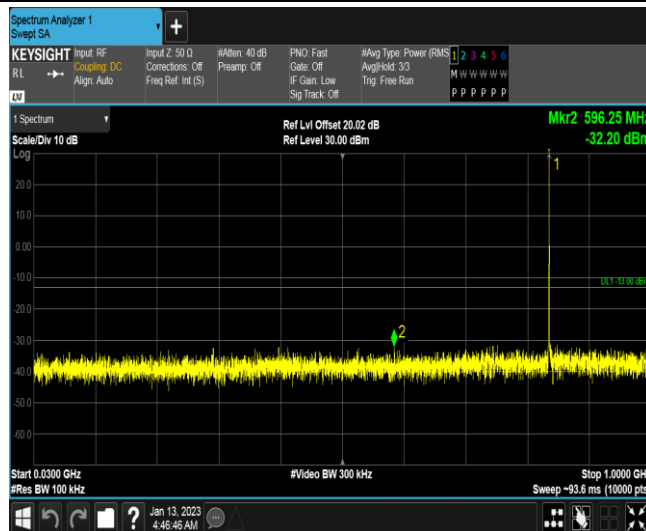 Spectrum Analyzer 1
Swept SA
+
KEYSIGHT
RL
LXI
Input: RF
Coupling: DC
Align: Auto
Input Z: 50 Ω
Corrections: Off
Freq Ref: Int (S)
#Atten: 40 dB
Preamp: Off
PNO: Fast
Gate: Off
IF Gain: Low
Sig Track: Off
#Avg Type: Power (RMS
Avg|Hold: 3/3
Trig: Free Run
1 2 3 4 5 6
M W W W W W
P P P P P P
1 Spectrum
Scale/Div 10 dB
Log
Ref Lvl Offset 20.02 dB
Ref Level 30.00 dBm
Mkr2 596.25 MHz
-32.20 dBm
1
20.0
10.0
0.00
-10.0
DL1 -13.00 dBm
-20.0
2
-30.0
-40.0
-50.0
-60.0
Start 0.0300 GHz
#Res BW 100 kHz
#Video BW 300 kHz
Stop 1.0000 GHz
Sweep ~93.6 ms (10000 pts)
?
Jan 13, 2023
4:46:46 AM